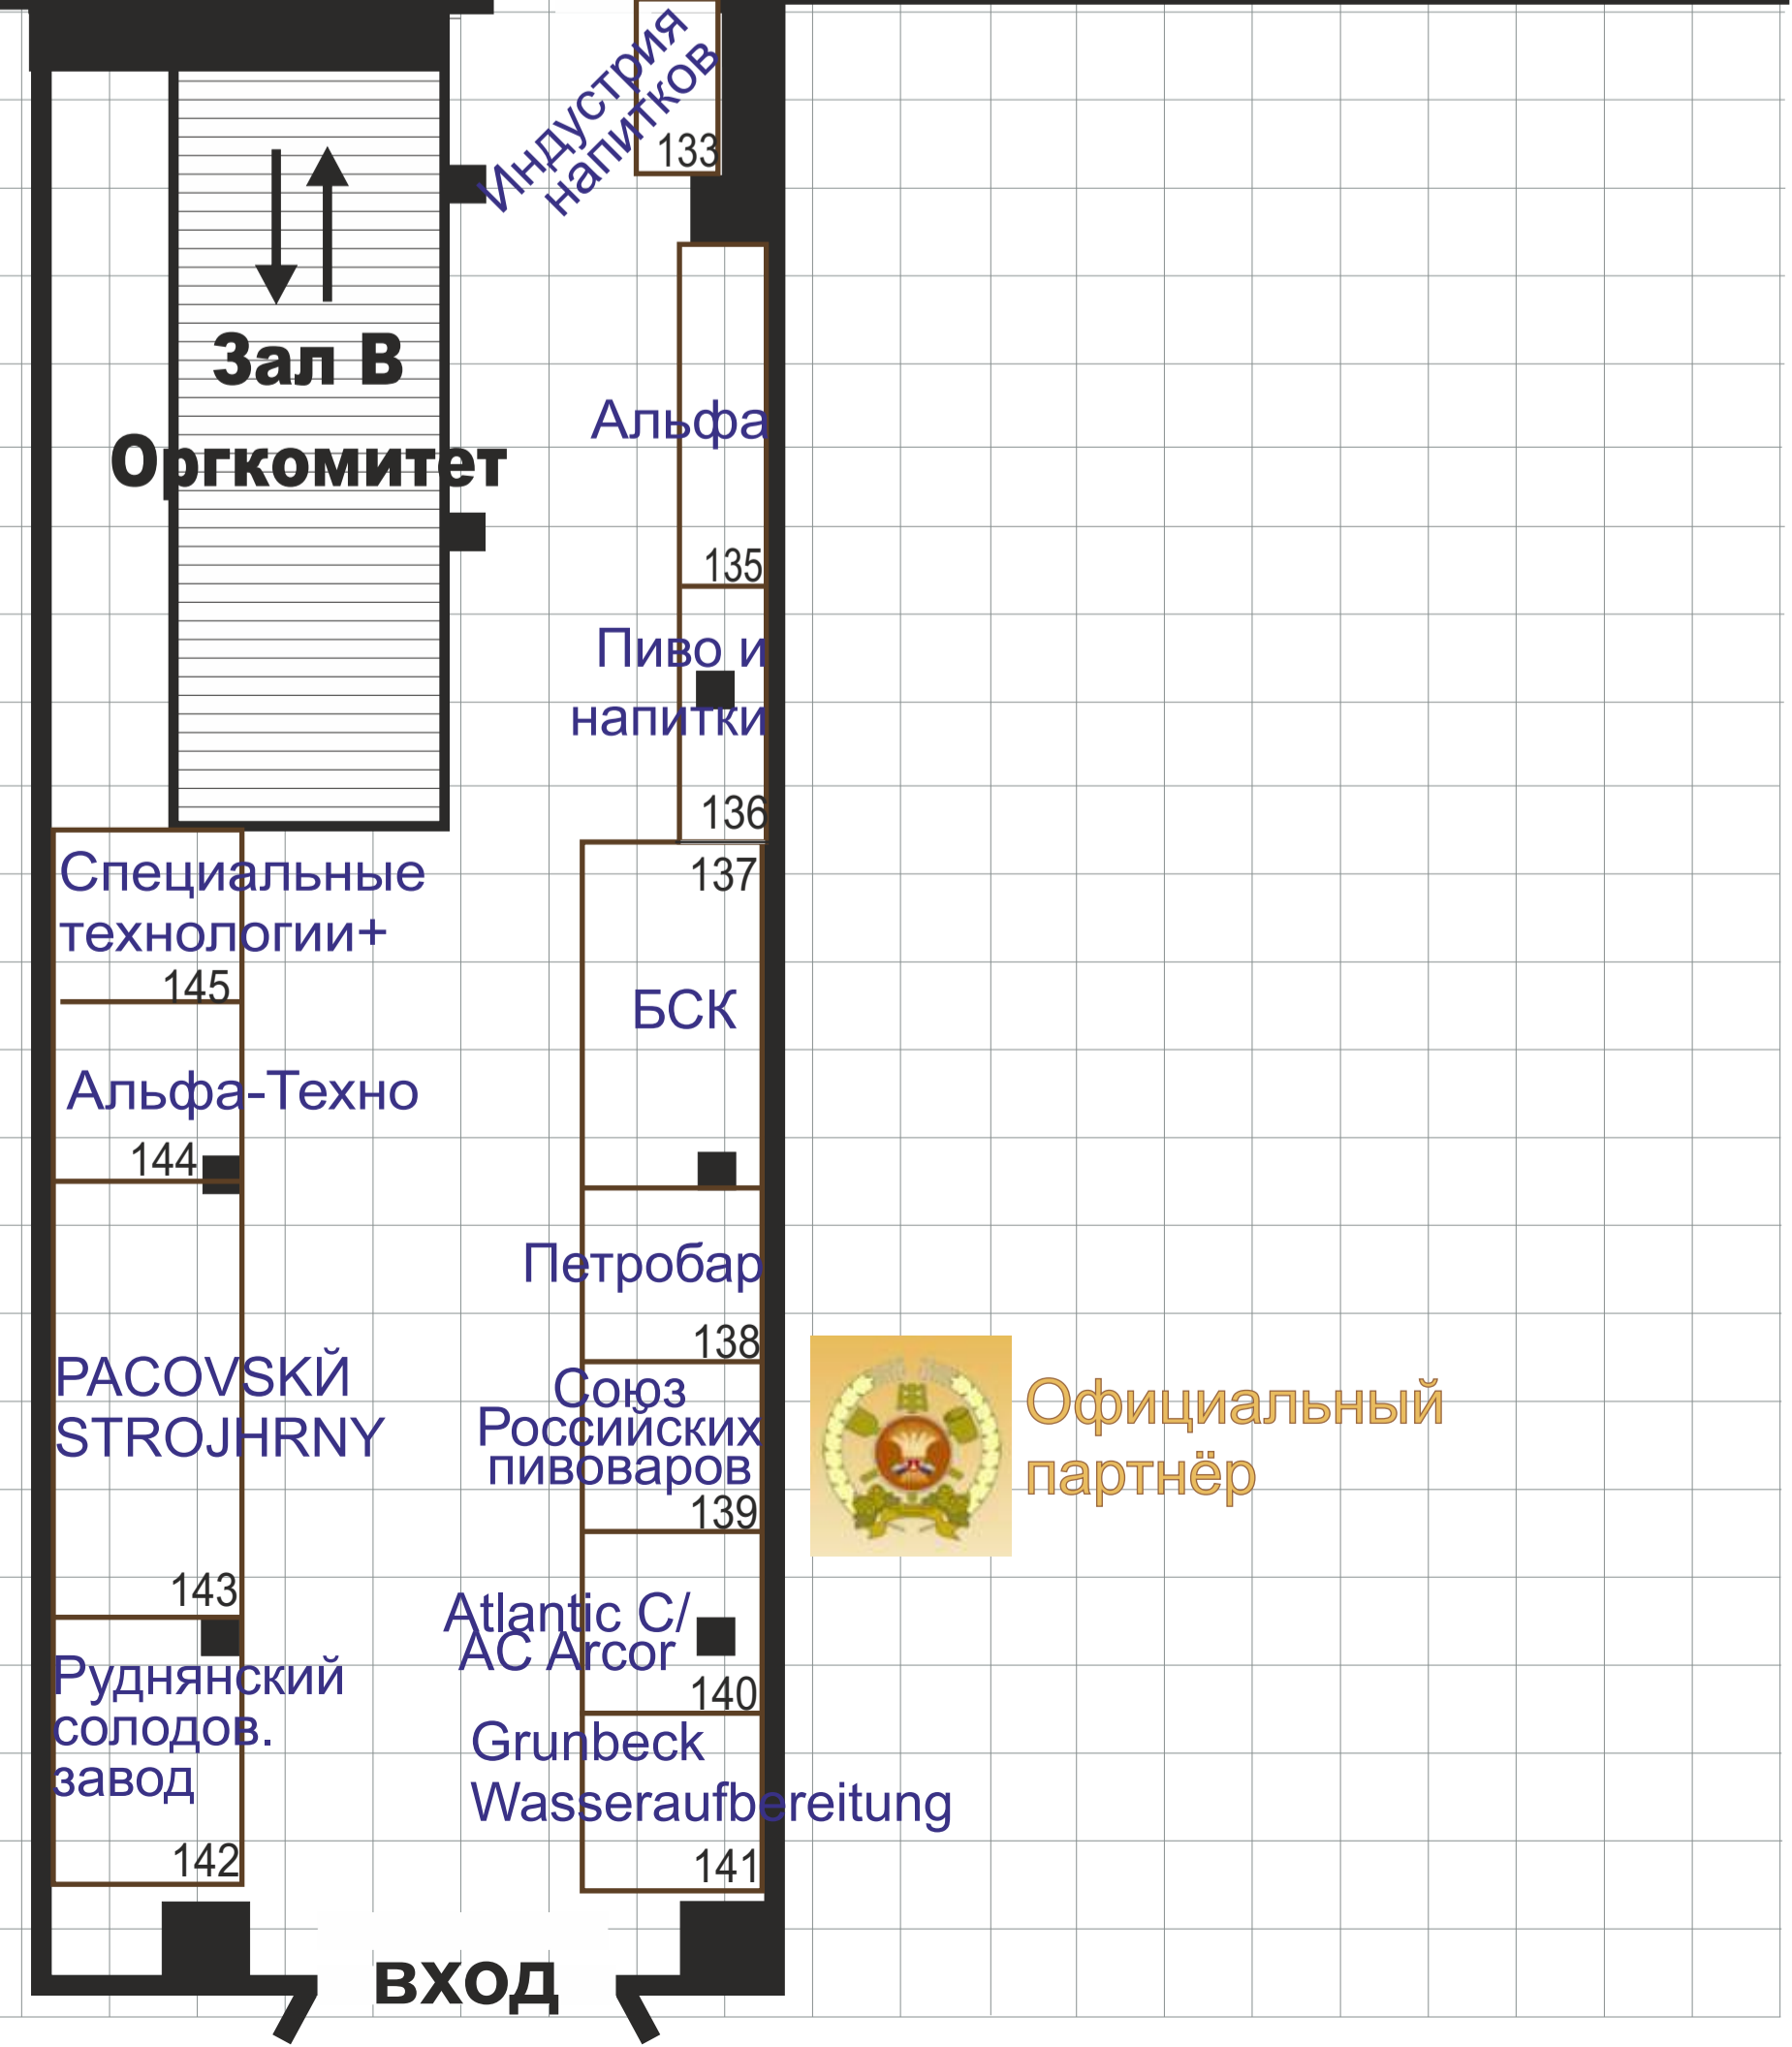 Индустрия
напитков
133
Зал В
Оргкомитет
Альфа
135
Пиво и
напитки
136
137
БСК
Специальные
технологии+
145
Альфа-Техно
144
Петробар
138
PACOVSKЙ
STROJHRNY
143
Союз
Российских
пивоваров
139
Официальный
партнёр
Atlantic C/
AC Arcor
140
Руднянский
солодов.
завод
142
Grunbeck
Wasseraufbereitung
141
вход